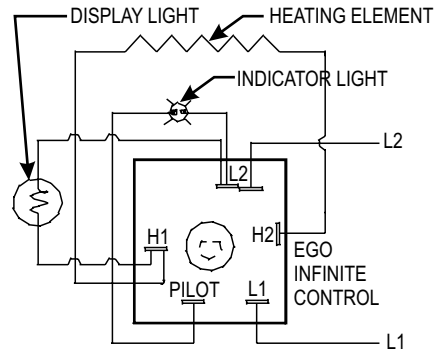 DISPLAY LIGHT
HEATING ELEMENT
INDICATOR LIGHT
L2
L2
H1
H2
EGO
INFINITE
CONTROL
PILOT
L1
L1